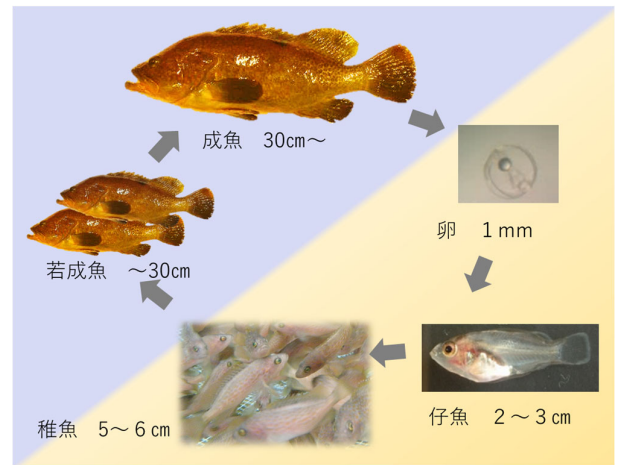 成魚　30㎝～
卵　1mm
若成魚　～30㎝
仔魚　2～3㎝
稚魚　5～6㎝